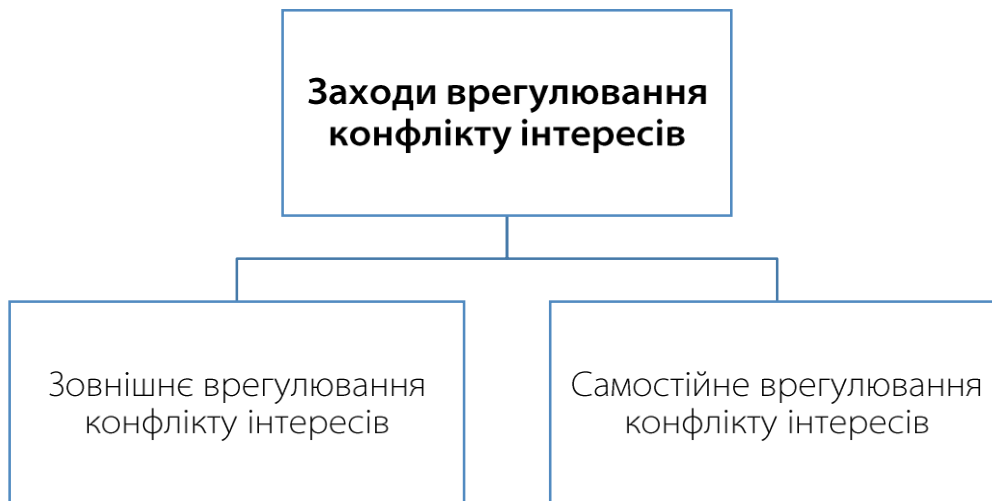 Заходи врегулювання
конфлікту інтересів
Зовнішнє врегулювання
конфлікту інтересів
Самостійне врегулювання
конфлікту інтересів